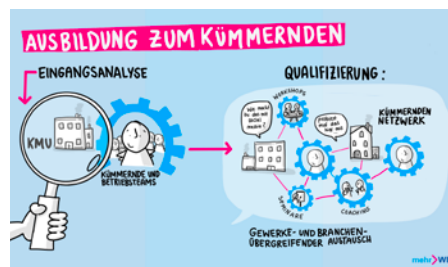 AUSBILDUNG ZUM KÜMMERNDEN
EINGANGSANALYSE
KMU
KÜMMERNDE UND
BETRIEBSTEAMS
QUALIFIZIERUNG:
WORKSHOPS
KÜMMERNDEN
NETZWERK
SEMINARE
COACHING
GEWERKE- UND BRANCHEN-
ÜBERGREIFENDER AUSTAUSCH